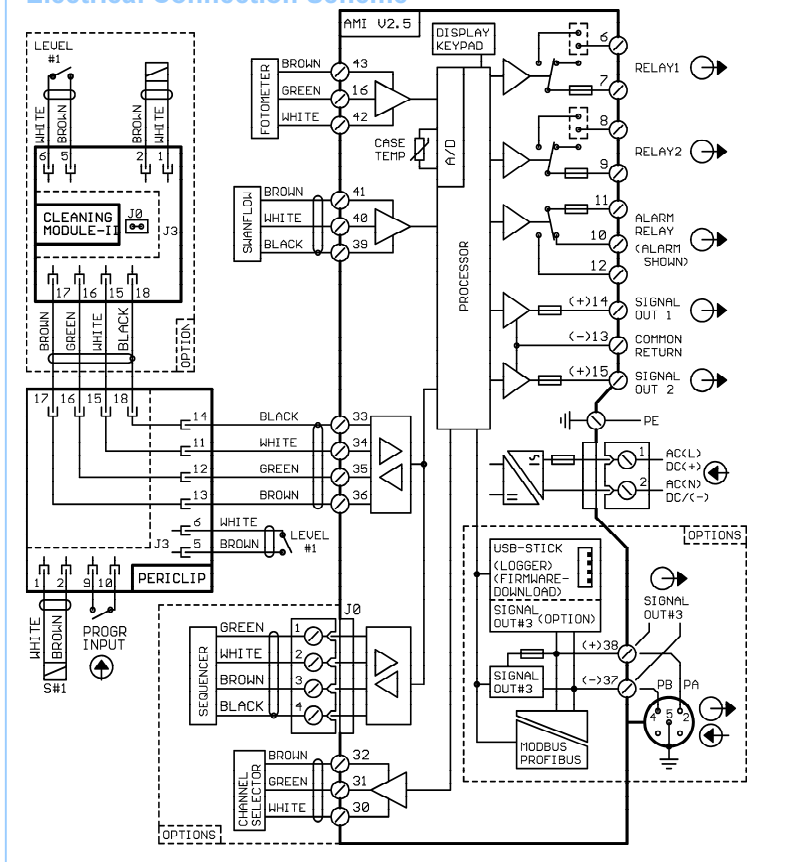 Electrical Connection Scheme
AMI V2.5
DISPLAY
KEYPAD
LEVEL
#1
WHITE
BROWN
BROWN
WHITE
6
5
2
1
CLEANING
MODULE-II
J0
J3
17
16
15
18
BROWN
GREEN
WHITE
BLACK
OPTION
FOTOMETER
BROWN
43
GREEN
16
WHITE
42
CASE
TEMP
A/D
SWANFLOW
BROWN
41
WHITE
40
BLACK
39
PROCESSOR
6
RELAY1
7
8
RELAY2
9
11
ALARM
RELAY
10
(ALARM
SHOWN)
12
(+)14
SIGNAL
OUT 1
(-)13
COMMON
RETURN
(+)15
SIGNAL
OUT 2
PE
1
AC(L)
DC(+)
2
AC(N)
DC/(-)
17
16
15
18
14
BLACK
33
11
WHITE
34
12
GREEN
35
13
BROWN
36
6
WHITE
J3
5
BROWN
LEVEL
#1
1
2
9
10
PERICLIP
WHITE
BROWN
PROGR
INPUT
S#1
J0
SEQUENCER
GREEN
1
WHITE
2
BROWN
3
BLACK
4
CHANNEL
SELECTOR
BROWN
32
GREEN
31
WHITE
30
OPTIONS
OPTIONS
USB-STICK
(LOGGER)
(FIRMWARE-
DOWNLOAD)
SIGNAL
OUT#3 (OPTION)
SIGNAL
OUT#3
(+)38
SIGNAL
OUT#3
(-)37
PB
PA
4
5
2
MODBUS
PROFIBUS